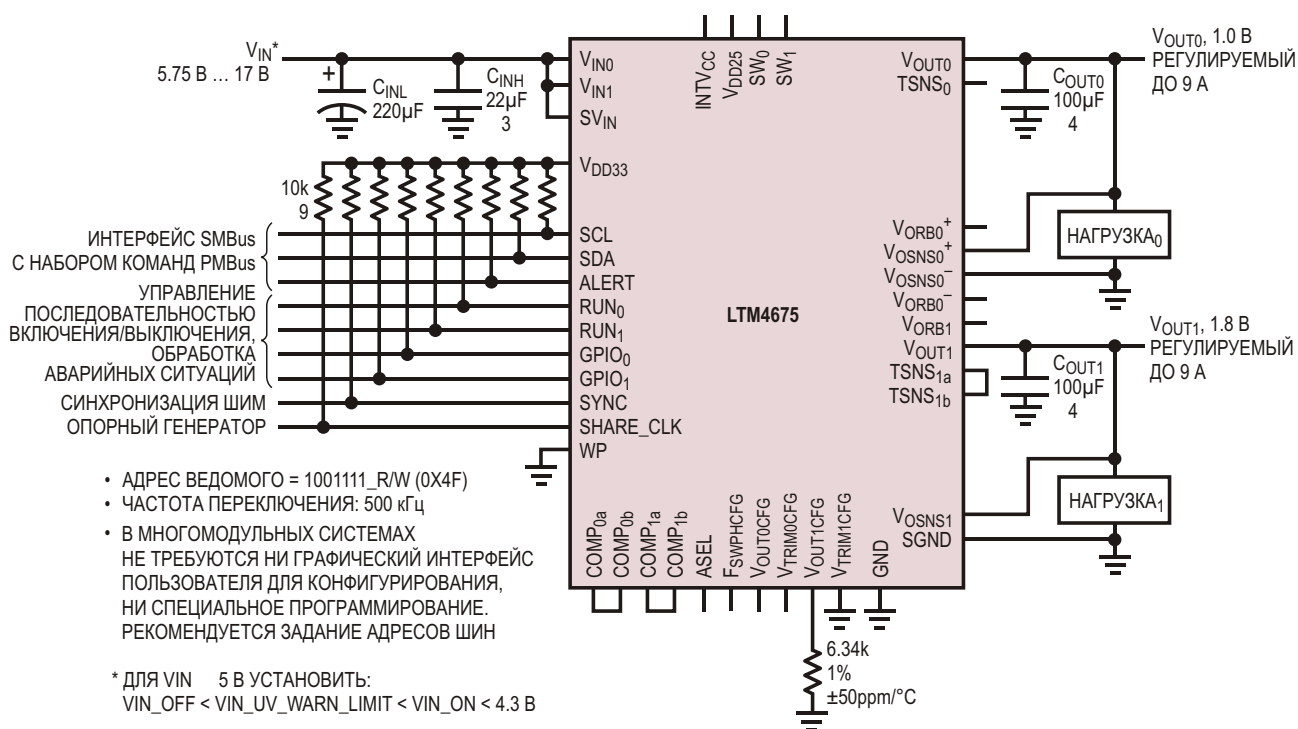 VIN*
5.75 В … 17 В
+
CINL
220µF
CINH
22µF
3
INTVCC
VDD25
SW0
SW1
VIN0
VIN1
SVIN
VDD33
10k
9
ИНТЕРФЕЙС SMBus
С НАБОРОМ КОМАНД PMBus
УПРАВЛЕНИЕ
ПОСЛЕДОВАТЕЛЬНОСТЬЮ
ВКЛЮЧЕНИЯ/ВЫКЛЮЧЕНИЯ,
ОБРАБОТКА
АВАРИЙНЫХ СИТУАЦИЙ
СИНХРОНИЗАЦИЯ ШИМ
ОПОРНЫЙ ГЕНЕРАТОР
SCL
SDA
ALERT
RUN0
RUN1
GPIO0
GPIO1
SYNC
SHARE_CLK
WP
LTM4675
VOUT0
TSNS0
VORB0+
VOSNS0+
VOSNS0–
VORB0–
VORB1
VOUT1
TSNS1a
TSNS1b
VOSNS1
SGND
COUT0
100µF
4
VOUT0, 1.0 В
РЕГУЛИРУЕМЫЙ
ДО 9 А
НАГРУЗКА0
COUT1
100µF
4
VOUT1, 1.8 В
РЕГУЛИРУЕМЫЙ
ДО 9 А
НАГРУЗКА1
COMP0a
COMP0b
COMP1a
COMP1b
ASEL
FSWPHCFG
VOUT0CFG
VTRIM0CFG
VOUT1CFG
VTRIM1CFG
GND
6.34k
1%
±50ppm/°C
• АДРЕС ВЕДОМОГО = 1001111_R/W (0X4F)
• ЧАСТОТА ПЕРЕКЛЮЧЕНИЯ: 500 кГц
• В МНОГОМОДУЛЬНЫХ СИСТЕМАХ
НЕ ТРЕБУЮТСЯ НИ ГРАФИЧЕСКИЙ ИНТЕРФЕЙС
ПОЛЬЗОВАТЕЛЯ ДЛЯ КОНФИГУРИРОВАНИЯ,
НИ СПЕЦИАЛЬНОЕ ПРОГРАММИРОВАНИЕ.
РЕКОМЕНДУЕТСЯ ЗАДАНИЕ АДРЕСОВ ШИН
* ДЛЯ VIN 5 В УСТАНОВИТЬ:
VIN_OFF < VIN_UV_WARN_LIMIT < VIN_ON < 4.3 В